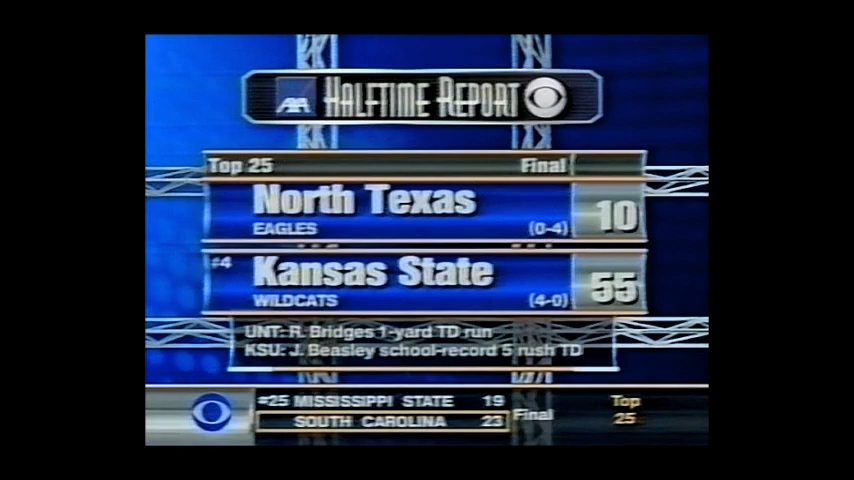 AXA HALFTIME REPORT
Top 25 Final
North Texas
EAGLES (0-4) 10
#4 Kansas State
WILDCATS (4-0) 55
UNT: R. Bridges 1-yard TD run
KSU: J. Beasley school-record 5 rush TD
#25 MISSISSIPPI STATE 19
SOUTH CAROLINA 23
Final
Top
25